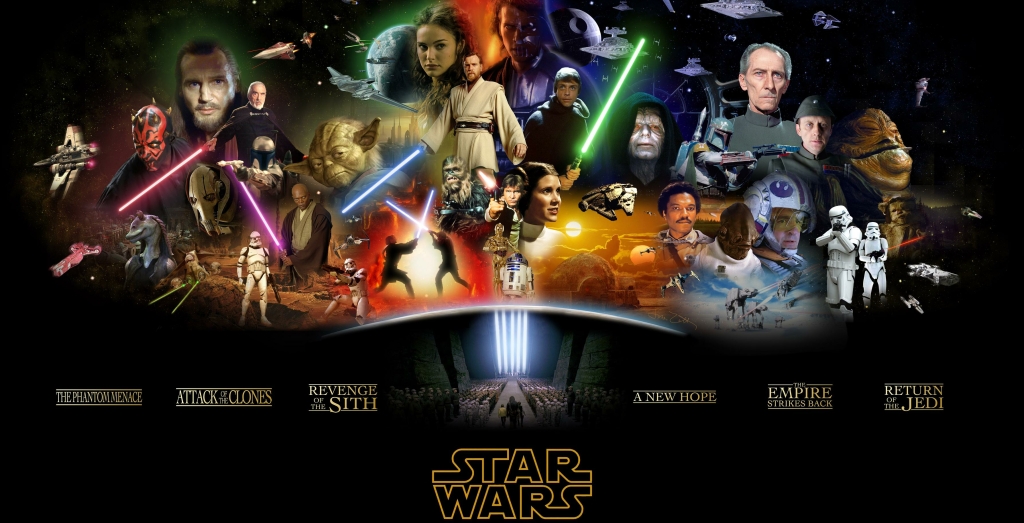 THE PHANTOM MENACE
ATTACK OF THE CLONES
REVENGE
OF THE SITH
A NEW HOPE
THE
EMPIRE
STRIKES BACK
RETURN
OF THE JEDI
STAR
WARS